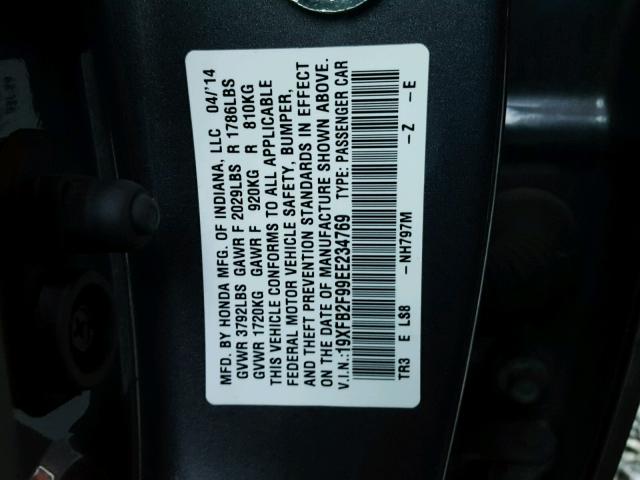 MFD. BY HONDA MFG. OF INDIANA, LLC 04/'14
GVWR 3792LBS GAWR F 2029LBS R 1786LBS
GVWR 1720KG GAWR F 920KG R 810KG
THIS VEHICLE CONFORMS TO ALL APPLICABLE
FEDERAL MOTOR VEHICLE SAFETY, BUMPER,
AND THEFT PREVENTION STANDARDS IN EFFECT
ON THE DATE OF MANUFACTURE SHOWN ABOVE.
V.I.N.:19XFB2F99EE234769 TYPE: PASSENGER CAR
TR3 E LS8 -NH797M -Z -E